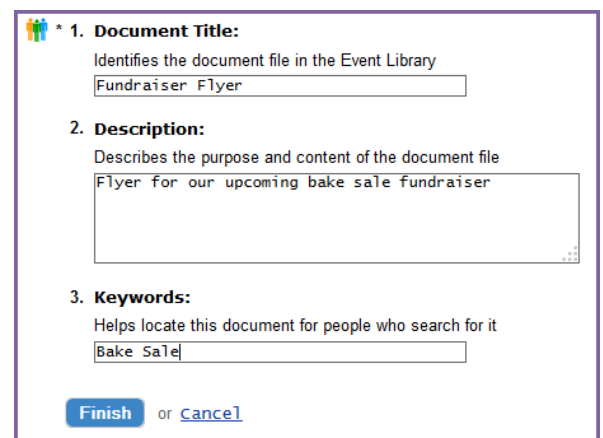 * 1. Document Title:
Identifies the document file in the Event Library
Fundraiser Flyer
2. Description:
Describes the purpose and content of the document file
Flyer for our upcoming bake sale fundraiser
3. Keywords:
Helps locate this document for people who search for it
Bake Sale
Finish or Cancel